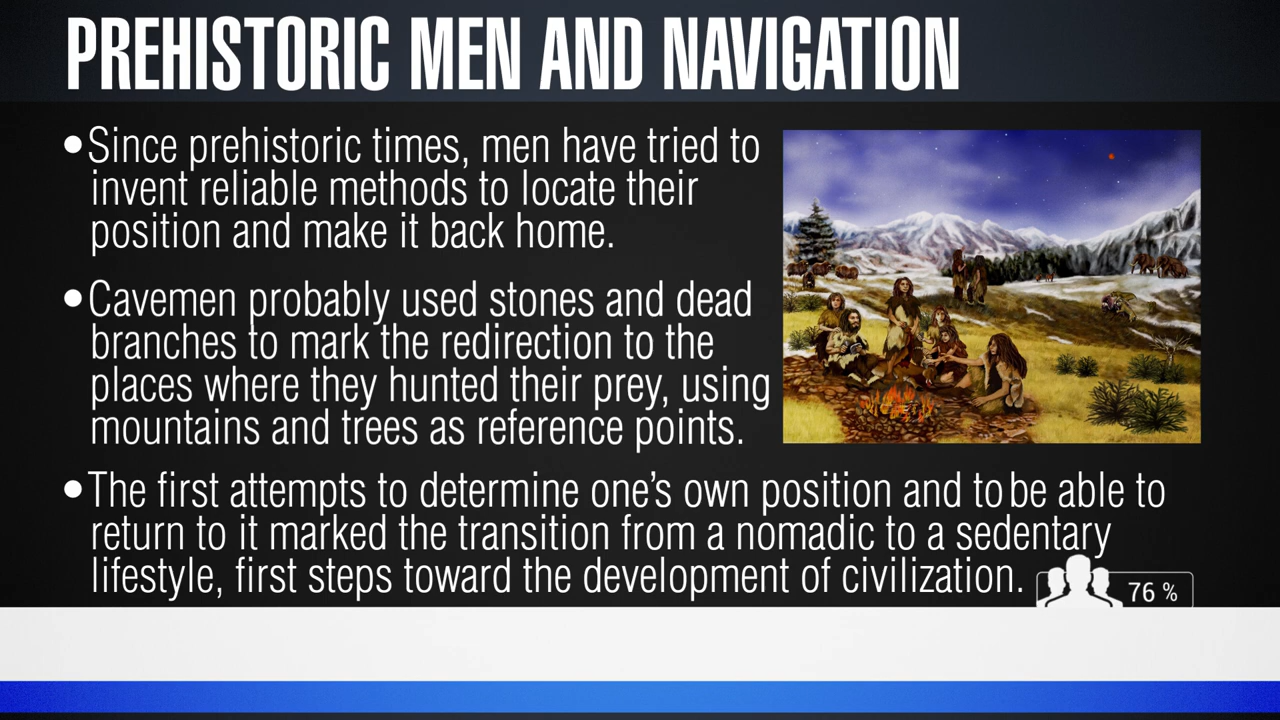 PREHISTORIC MEN AND NAVIGATION
•Since prehistoric times, men have tried to
invent reliable methods to locate their
position and make it back home.
•Cavemen probably used stones and dead
branches to mark the redirection to the
places where they hunted their prey, using
mountains and trees as reference points.
•The first attempts to determine one’s own position and to be able to
return to it marked the transition from a nomadic to a sedentary
lifestyle, first steps toward the development of civilization.
76 %